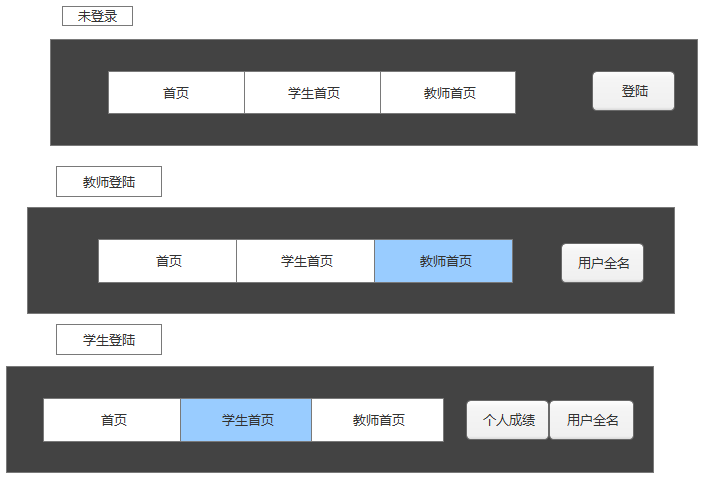 未登录
首页 学生首页 教师首页 登陆
教师登陆
首页 学生首页 教师首页 用户全名
学生登陆
首页 学生首页 教师首页 个人成绩 用户全名